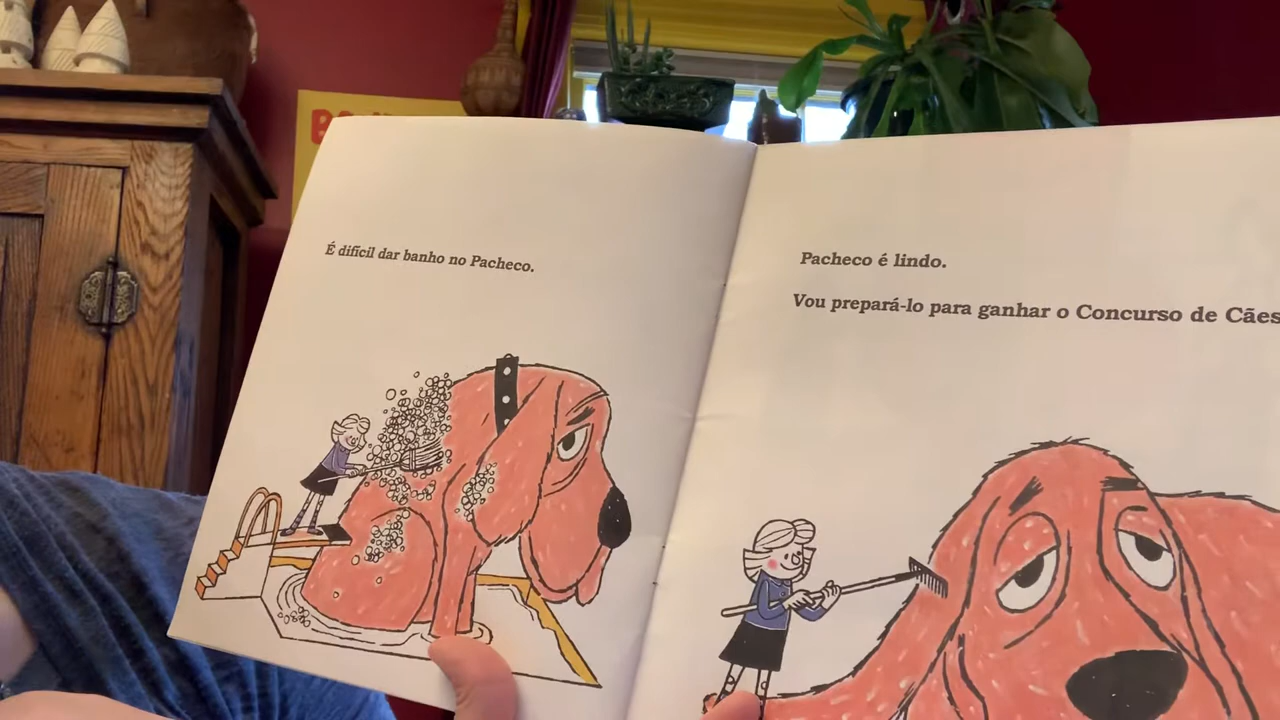 É difícil dar banho no Pacheco.
Pacheco é lindo.
Vou prepará-lo para ganhar o Concurso de Cães